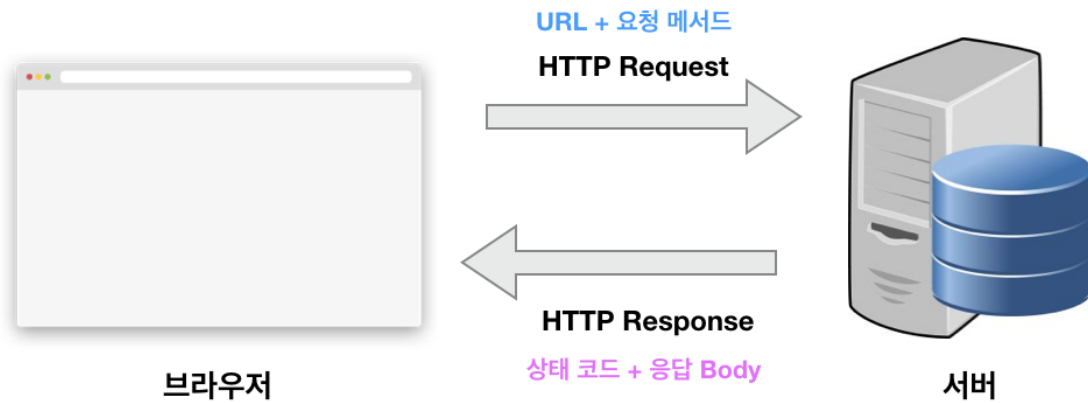 URL + 요청 메서드
HTTP Request
HTTP Response
상태 코드 + 응답 Body
브라우저
서버